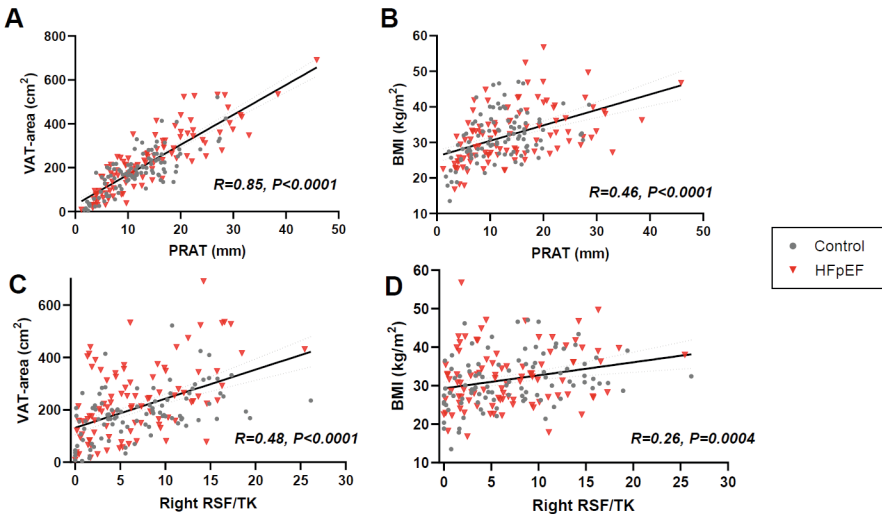 A
VAT-area (cm²)
800
600
400
200
0
0 10 20 30 40 50
PRAT (mm)
R=0.85, P<0.0001
B
BMI (kg/m²)
60
50
40
30
20
10
0 10 20 30 40 50
PRAT (mm)
R=0.46, P<0.0001
Control
HFpEF
C
VAT-area (cm²)
600
400
200
0
0 5 10 15 20 25 30
Right RSF/TK
R=0.48, P<0.0001
D
BMI (kg/m²)
60
50
40
30
20
10
0 5 10 15 20 25 30
Right RSF/TK
R=0.26, P=0.0004